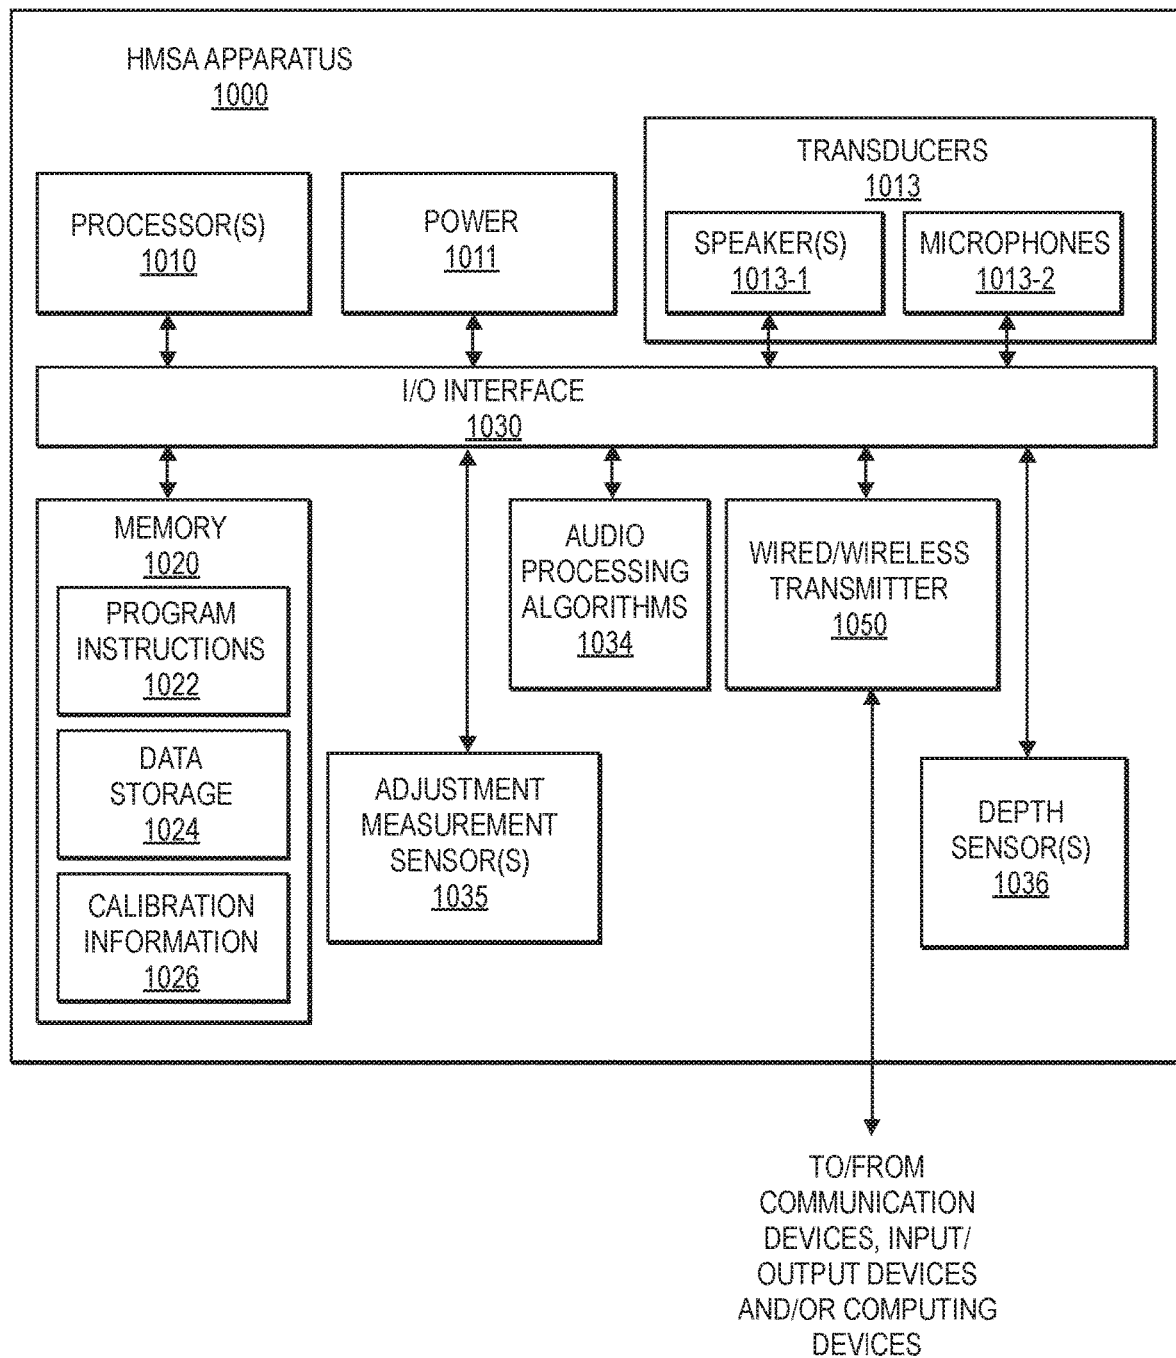 HMSA APPARATUS
1000
PROCESSOR(S)
1010
POWER
1011
TRANSDUCERS
1013
SPEAKER(S)
1013-1
MICROPHONES
1013-2
I/O INTERFACE
1030
MEMORY
1020
PROGRAM
INSTRUCTIONS
1022
DATA
STORAGE
1024
CALIBRATION
INFORMATION
1026
ADJUSTMENT
MEASUREMENT
SENSOR(S)
1035
AUDIO
PROCESSING
ALGORITHMS
1034
WIRED/WIRELESS
TRANSMITTER
1050
DEPTH
SENSOR(S)
1036
TO/FROM
COMMUNICATION
DEVICES, INPUT/
OUTPUT DEVICES
AND/OR COMPUTING
DEVICES